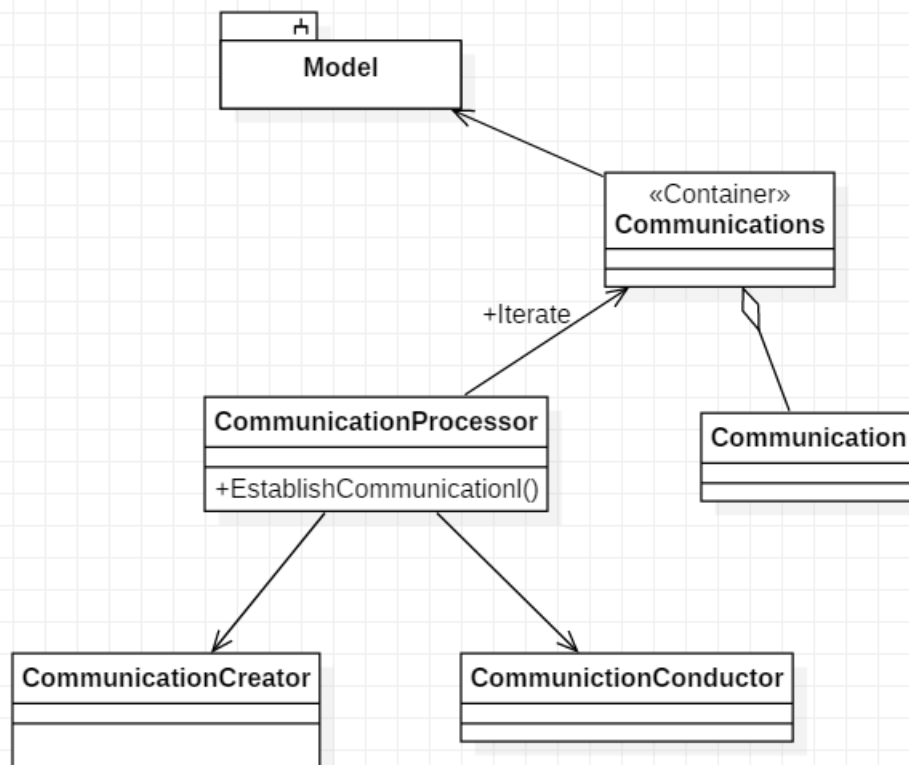 Model
«Container»
Communications
+Iterate
CommunicationProcessor
+EstablishCommunicationl()
Communication
CommunicationCreator
CommunictionConductor